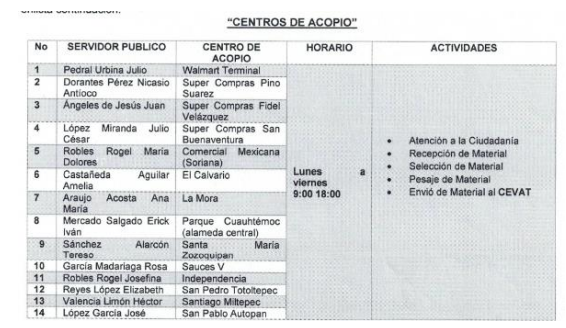 "CENTROS DE ACOPIO"
No SERVIDOR PUBLICO CENTRO DE ACOPIO HORARIO ACTIVIDADES
1 Pedral Urbina Julio Walmart Terminal
2 Dorantes Pérez Nicasio Antioco Super Compras Pino Suarez
3 Ángeles de Jesús Juan Super Compras Fidel Velázquez
4 López Miranda Julio César Super Compras San Buenaventura
5 Robles Rogel María Dolores Comercial Mexicana (Soriana)
6 Castañeda Aguilar Amelia El Calvario
7 Araujo Acosta Ana María La Mora
8 Mercado Salgado Erick Iván Parque Cuauhtémoc (alameda central)
9 Sánchez Alarcón Tereso Santa María Zozoquipan
10 García Madariaga Rosa Sauces V
11 Robles Rogel Josefina Independencia
12 Reyes López Elizabeth San Pedro Totoltepec
13 Valencia Limón Héctor Santiago Miltepec
14 López García José San Pablo Autopan
Lunes a
viernes
9:00 18:00
• Atención a la Ciudadanía
• Recepción de Material
• Selección de Material
• Pesaje de Material
• Envió de Material al CEVAT